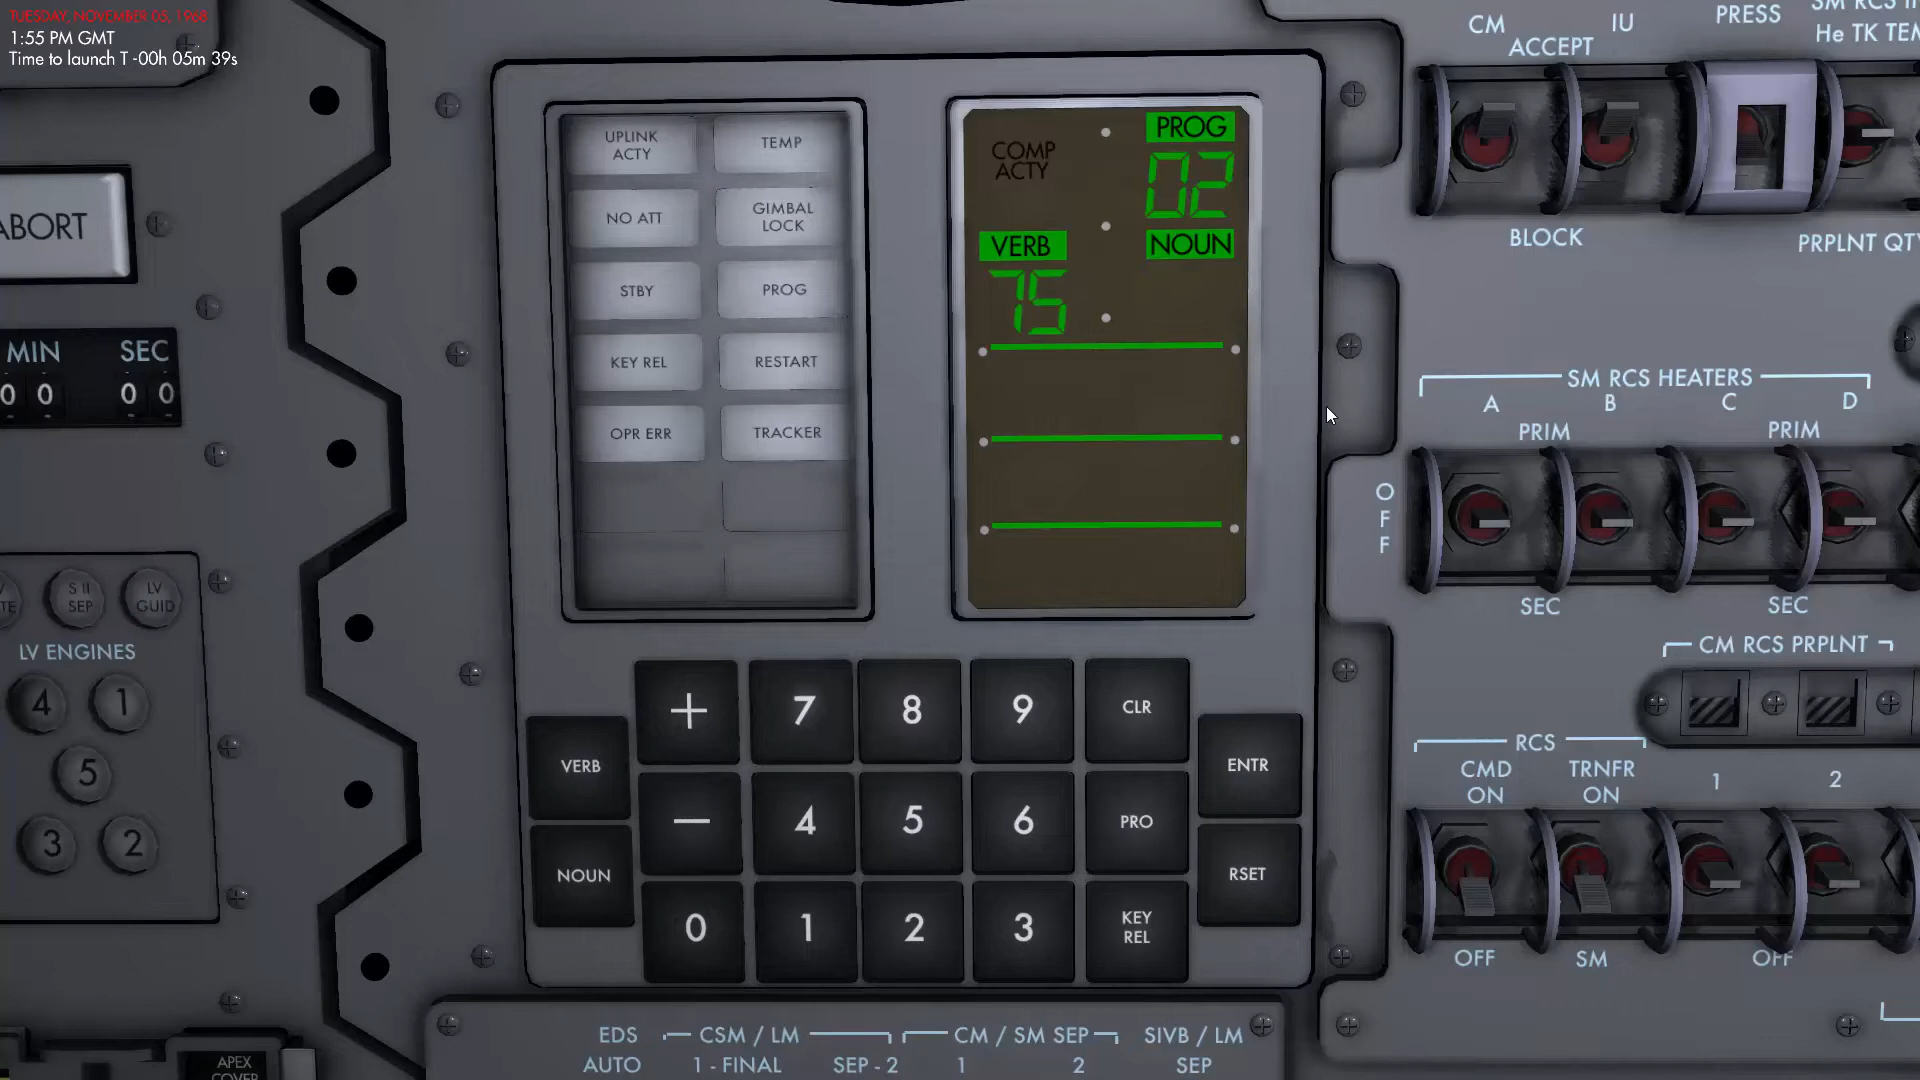 TUESDAY, NOVEMBER 05, 1968
1:55 PM GMT
Time to launch T -00h 05m 39s
ABORT
MIN SEC
0 0 0 0
S II
SEP
LV
GUID
LV ENGINES
4 1
5
3 2
APEX
COVER
UPLINK
ACTY
TEMP
NO ATT
GIMBAL
LOCK
STBY
PROG
KEY REL
RESTART
OPR ERR
TRACKER
COMP
ACTY
PROG
02
VERB
NOUN
75
+ 7 8 9 CLR
VERB
ENTR
— 4 5 6 PRO
NOUN
RSET
0 1 2 3
KEY
REL
EDS
AUTO
CSM / LM
1 - FINAL SEP - 2
CM / SM SEP
1 2
SIVB / LM
SEP
CM IU
ACCEPT
BLOCK
PRESS
SM RCS
He TK
PRPLNT
SM RCS HEATERS
A B C D
PRIM PRIM
OFF
SEC SEC
CM RCS PRPLNT
1 2
RCS
CMD
ON
TRNFR
ON
OFF SM OFF